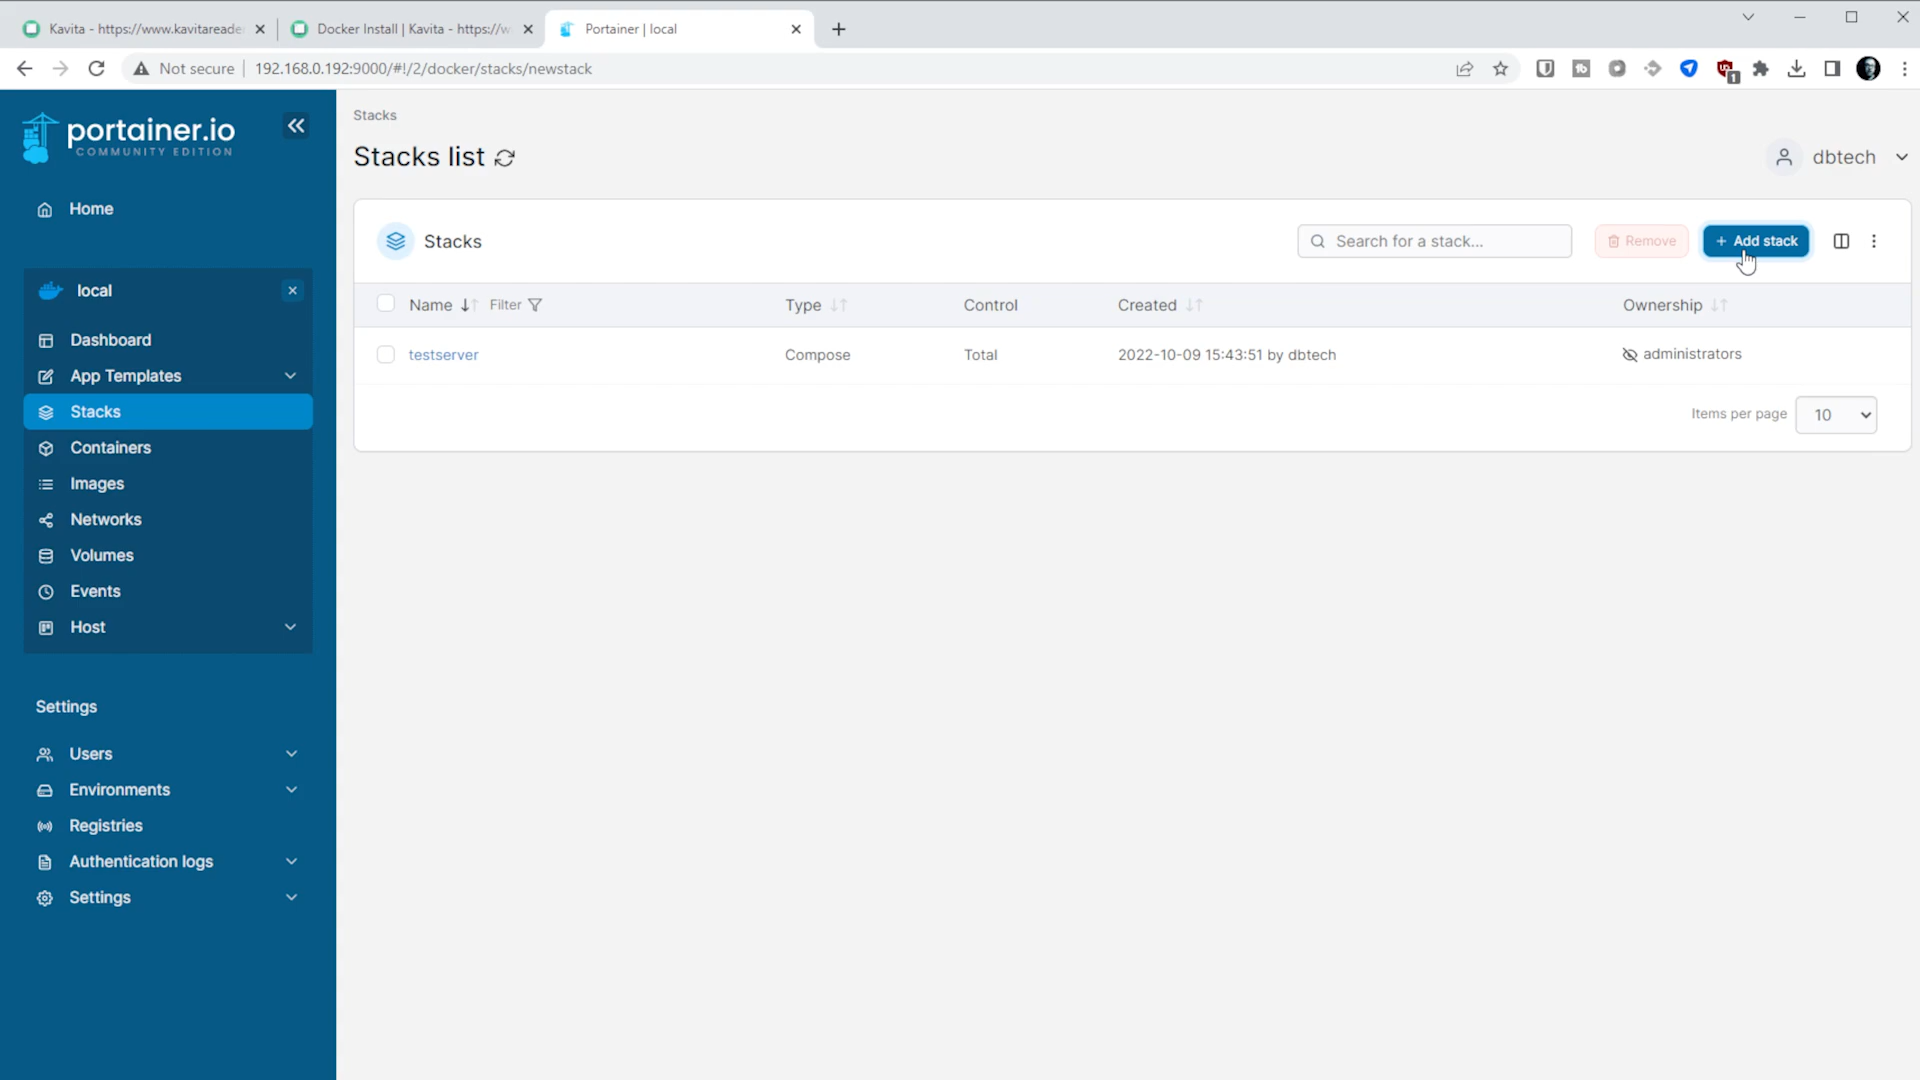 Kavita - https://www.kavitareade
Docker Install | Kavita - https://w
Portainer | local
Not secure
192.168.0.192:9000/#!/2/docker/stacks/newstack
1
portainer.io
COMMUNITY EDITION
Home
local
Dashboard
App Templates
Stacks
Containers
Images
Networks
Volumes
Events
Host
Settings
Users
Environments
Registries
Authentication logs
Settings
Stacks
Stacks list
dbtech
Stacks
Search for a stack...
Remove
+ Add stack
Name Filter Type Control Created Ownership
testserver Compose Total 2022-10-09 15:43:51 by dbtech administrators
Items per page 10